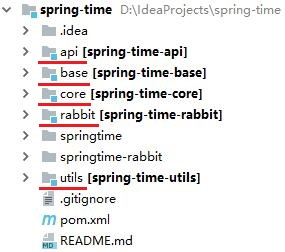 spring-time D:\IdeaProjects\spring-time
.idea
api [spring-time-api]
base [spring-time-base]
core [spring-time-core]
rabbit [spring-time-rabbit]
springtime
springtime-rabbit
utils [spring-time-utils]
.gitignore
pom.xml
README.md